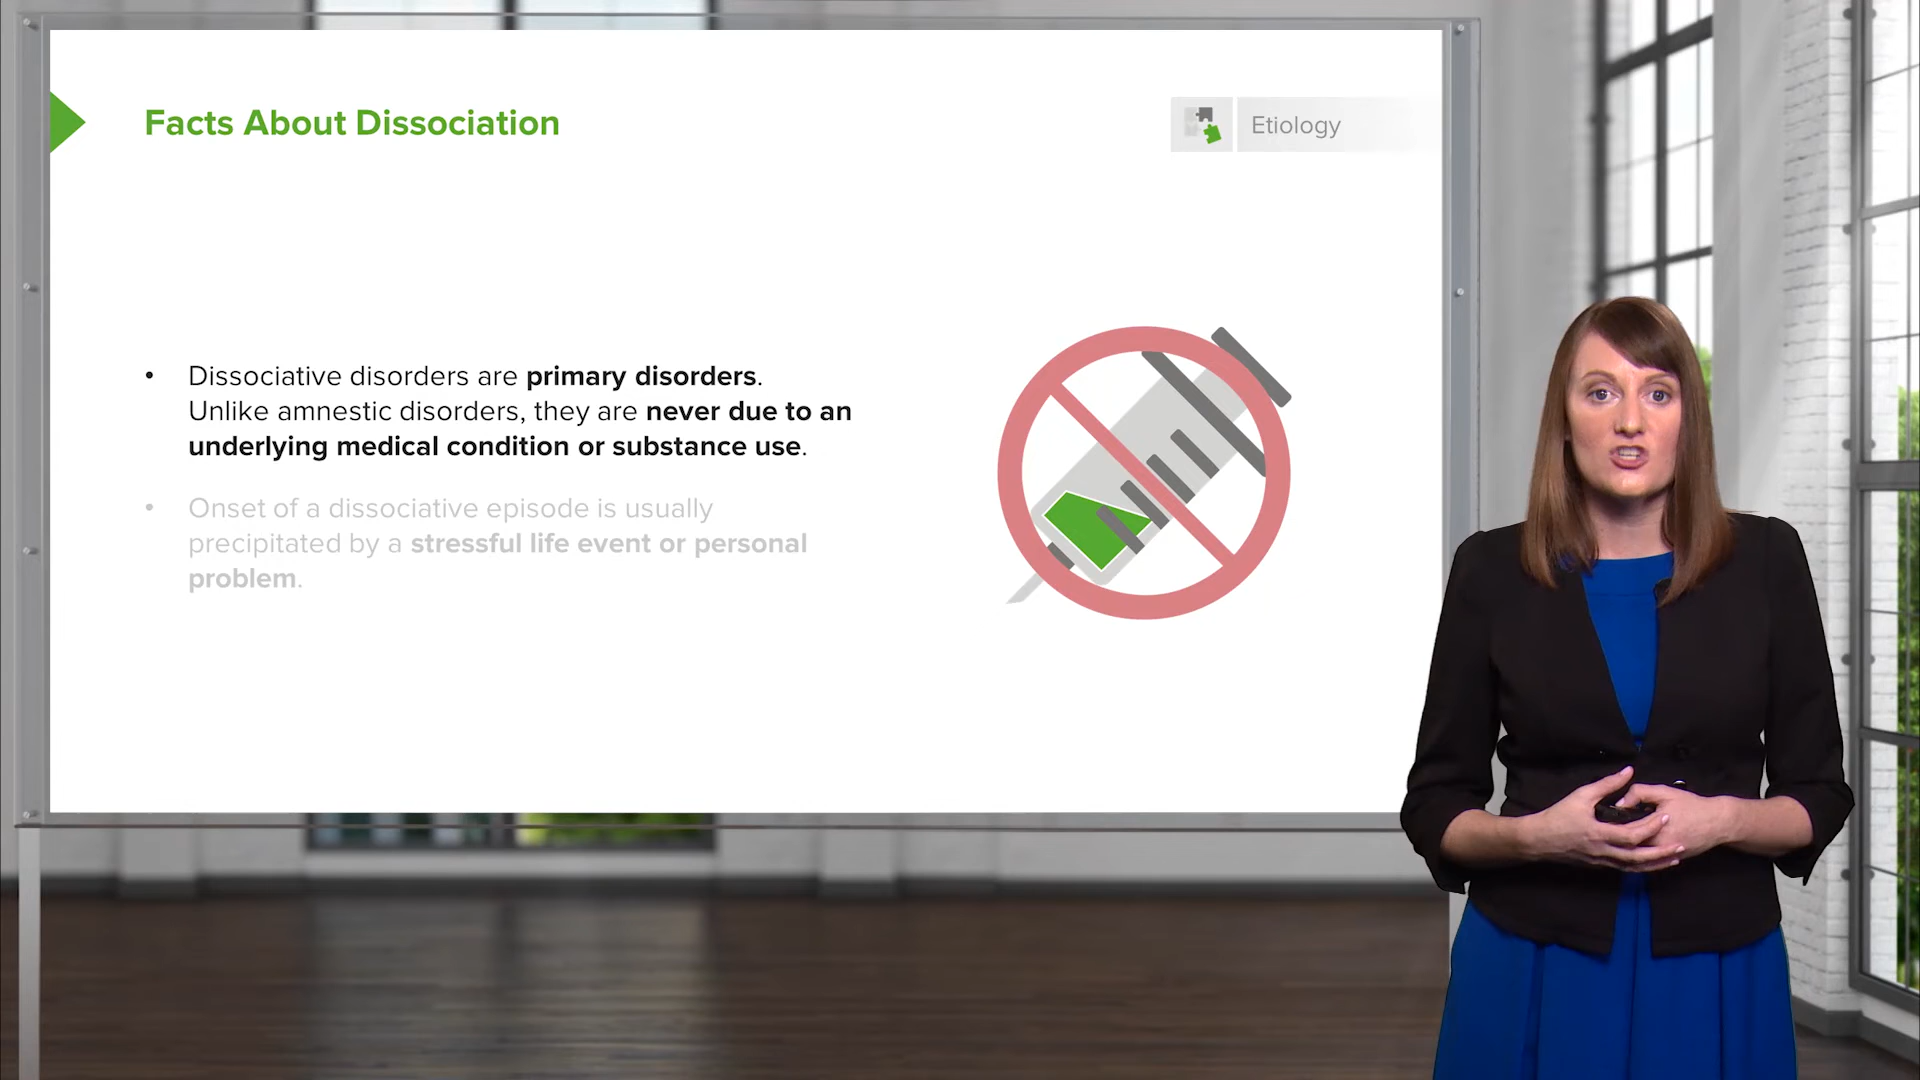 Facts About Dissociation
Etiology
• Dissociative disorders are primary disorders.
Unlike amnestic disorders, they are never due to an
underlying medical condition or substance use.
• Onset of a dissociative episode is usually
precipitated by a stressful life event or personal
problem.